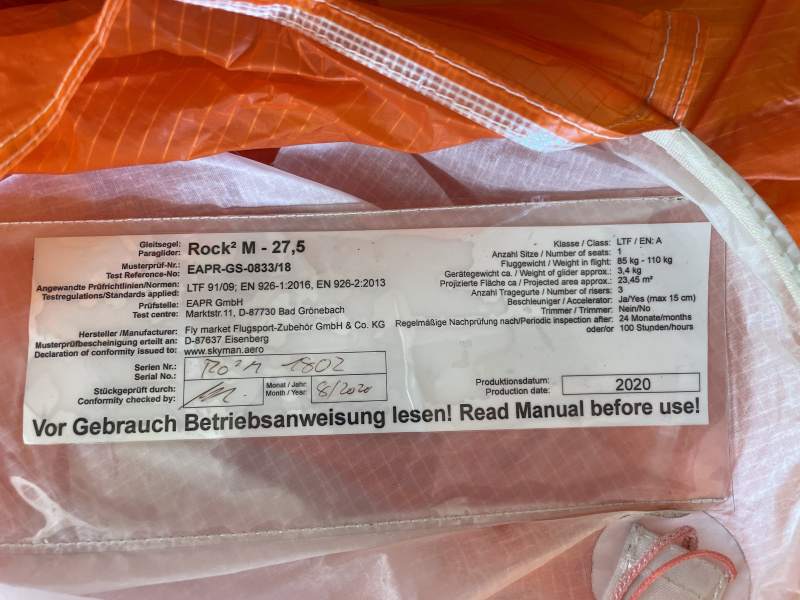 Gleitsegel:
Paraglider: Rock² M - 27,5
Musterprüf-Nr.:
Test Reference-No: EAPR-GS-0833/18
Angewandte Prüfrichtlinien/Normen:
Testregulations/Standards applied: LTF 91/09; EN 926-1:2016, EN 926-2:2013
Prüfstelle: EAPR GmbH
Test centre: Marktstr.11, D-87730 Bad Grönebach
Hersteller /Manufacturer: Fly market Flugsport-Zubehör GmbH & Co. KG
Musterprüfbescheinigung erteilt an: D-87637 Eisenberg
Declaration of conformity issued to: www.skyman.aero
Serien Nr.:
Serial No.: Ro²M 1802
Stückgeprüft durch:
Conformity checked by:
Monat / Jahr:
Month / Year: 8/2020
Klasse / Class: LTF / EN: A
Anzahl Sitze / Number of seats: 1
Fluggewicht / Weight in flight: 85 kg - 110 kg
Gerätegewicht ca. / Weight of glider approx.: 3,4 kg
Projizierte Fläche ca / Projected area approx.: 23,45 m²
Anzahl Tragegurte / Number of risers: 3
Beschleuniger / Accelerator: Ja/Yes (max 15 cm)
Trimmer / Trimmer: Nein/No
Regelmäßige Nachprüfung nach/Periodic inspection after: 24 Monate/months
oder/or 100 Stunden/hours
Produktionsdatum:
Production date: 2020
Vor Gebrauch Betriebsanweisung lesen! Read Manual before use!